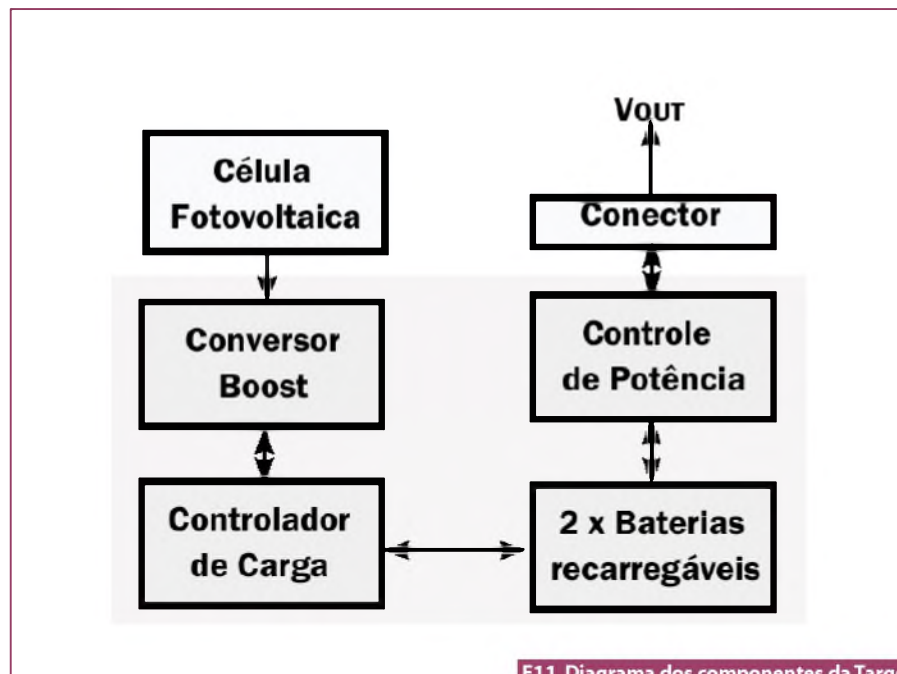 Célula
Fotovoltaica
Conversor
Boost
Controlador
de Carga
VOUT
Conector
Controle
de Potência
2 x Baterias
recarregáveis
F11. Diagrama dos componentes da